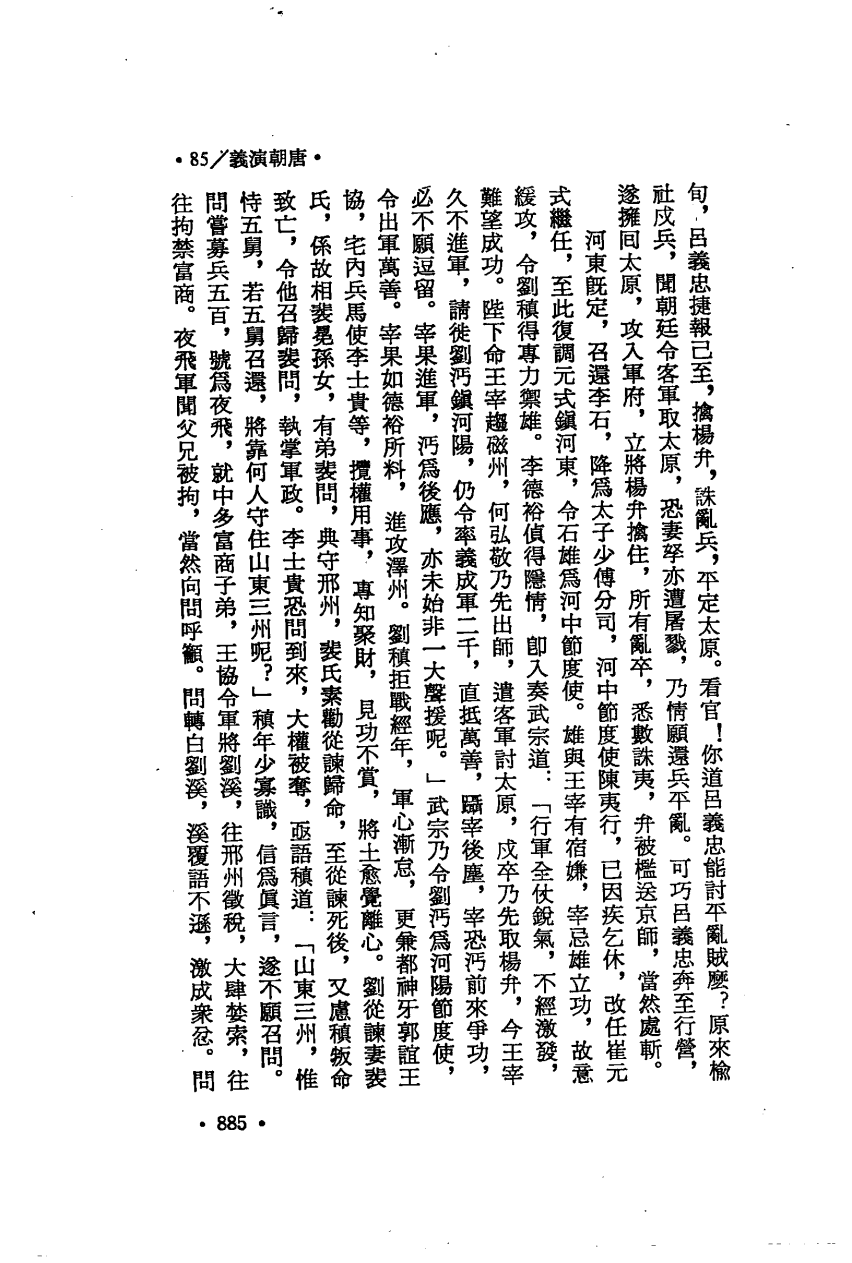 •85／義演朝唐•
旬，呂義忠捷報已至，擒楊弁，誅亂兵，平定太原。看官！你道呂義忠能討平亂賊麼？原來榆
社戍兵，聞朝廷令客軍取太原，恐妻孥亦遭屠戮，乃情願還兵平亂。可巧呂義忠奔至行營，
遂擁囘太原，攻入軍府，立將楊弁擒住，所有亂卒，悉數誅夷，弁被檻送京師，當然處斬。
河東旣定，召還李石，降爲太子少傅分司，河中節度使陳夷行，已因疾乞休，改任崔元
式繼任，至此復調元式鎭河東，令石雄爲河中節度使。雄與王宰有宿嫌，宰忌雄立功，故意
緩攻，令劉稹得專力禦雄。李德裕偵得隱情，卽入奏武宗道：「行軍全仗銳氣，不經激發，
難望成功。陛下命王宰趨磁州，何弘敬乃先出師，遣客軍討太原，戍卒乃先取楊弁，今王宰
久不進軍，請徙劉沔鎭河陽，仍令率義成軍二千，直抵萬善，躡宰後塵，宰恐沔前來爭功，
必不願逗留。宰果進軍，沔爲後應，亦未始非一大聲援呢。」武宗乃令劉沔爲河陽節度使，
令出軍萬善。宰果如德裕所料，進攻澤州。劉稹拒戰經年，軍心漸怠，更兼都神牙郭誼王
協，宅內兵馬使李士貴等，攬權用事，專知聚財，見功不賞，將士愈覺離心。劉從諫妻裴
氏，係故相裴冕孫女，有弟裴問，典守邢州，裴氏素勸從諫歸命，至從諫死後，又慮稹叛命
致亡，令他召歸裴問，執掌軍政。李士貴恐問到來，大權被奪，亟語稹道：「山東三州，惟
恃五舅，若五舅召還，將靠何人守住山東三州呢？」稹年少寡識，信爲眞言，遂不願召問。
問嘗募兵五百，號爲夜飛，就中多富商子弟，王協令軍將劉溪，往邢州徵稅，大肆婪索，往
往拘禁富商。夜飛軍聞父兄被拘，當然向問呼籲。問轉白劉溪，溪覆語不遜，激成衆忿。問
•885•